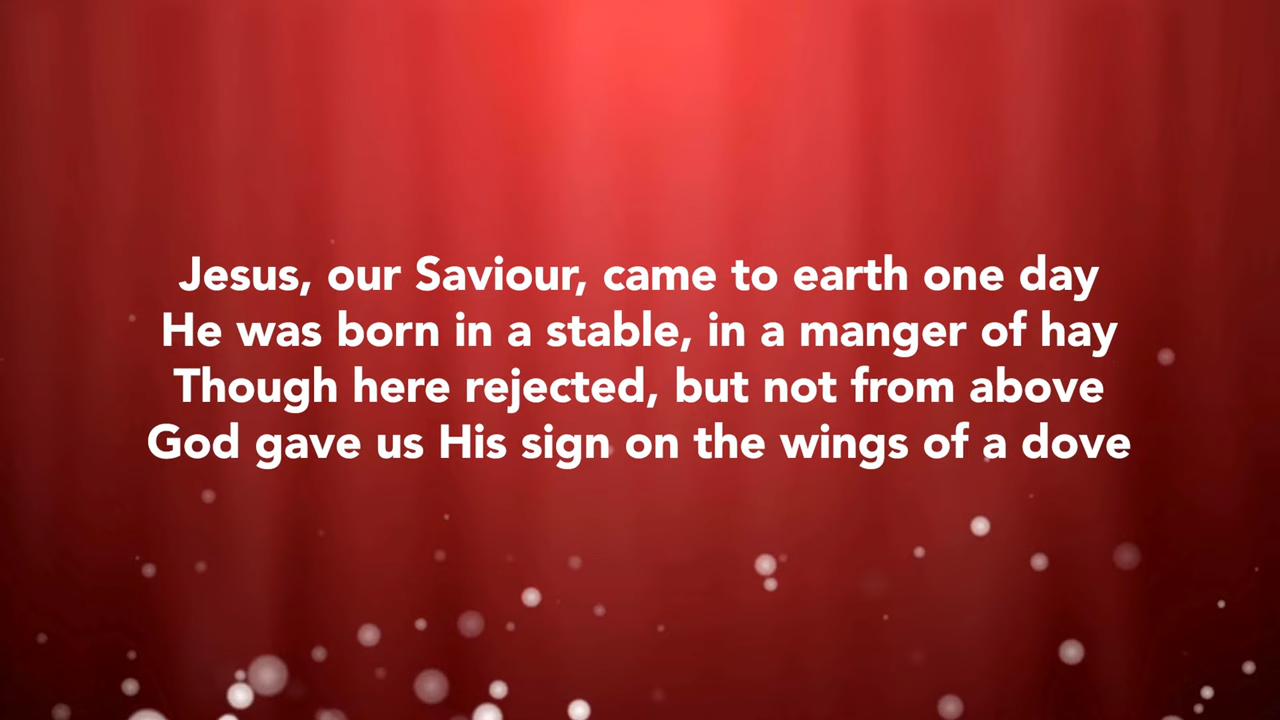 Jesus, our Saviour, came to earth one day
He was born in a stable, in a manger of hay
Though here rejected, but not from above
God gave us His sign on the wings of a dove